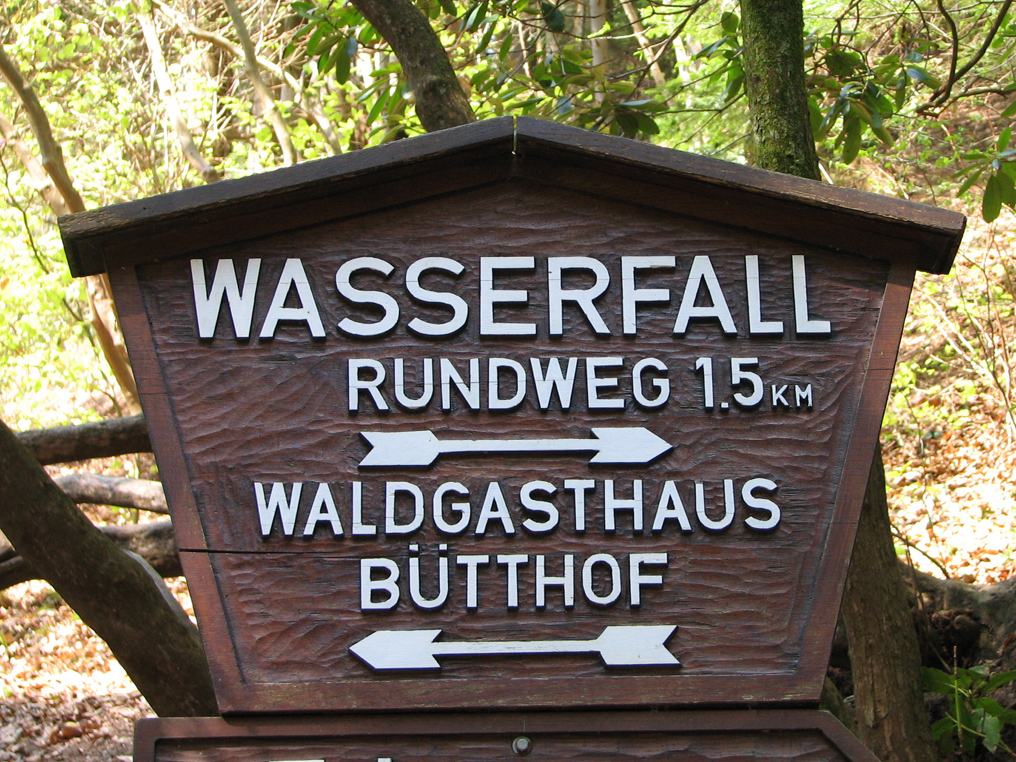 WASSERFALL
RUNDWEG 1.5 KM
WALDGASTHAUS
BÜTTHOF